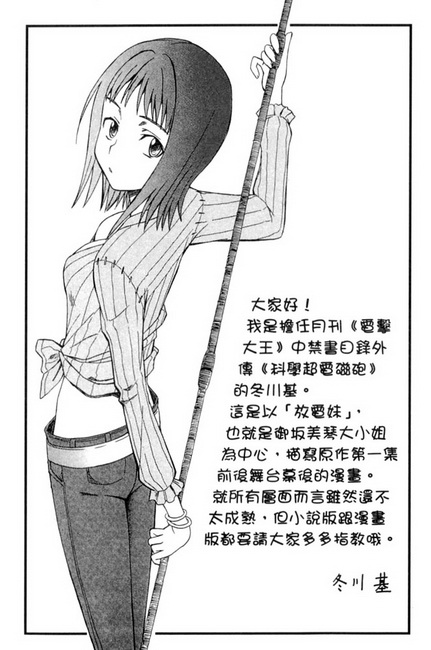 大家好！
我是擔任月刊《電擊
大王》中禁書目錄外
傳《科學超電磁砲》
的冬川基。
這是以「放電妹」，
也就是御坂美琴大小姐
為中心，描寫原作第一集
前後舞台幕後的漫畫。
就所有層面而言雖然還不
太成熟，但小說版跟漫畫
版都要請大家多多指教哦。
冬川 基